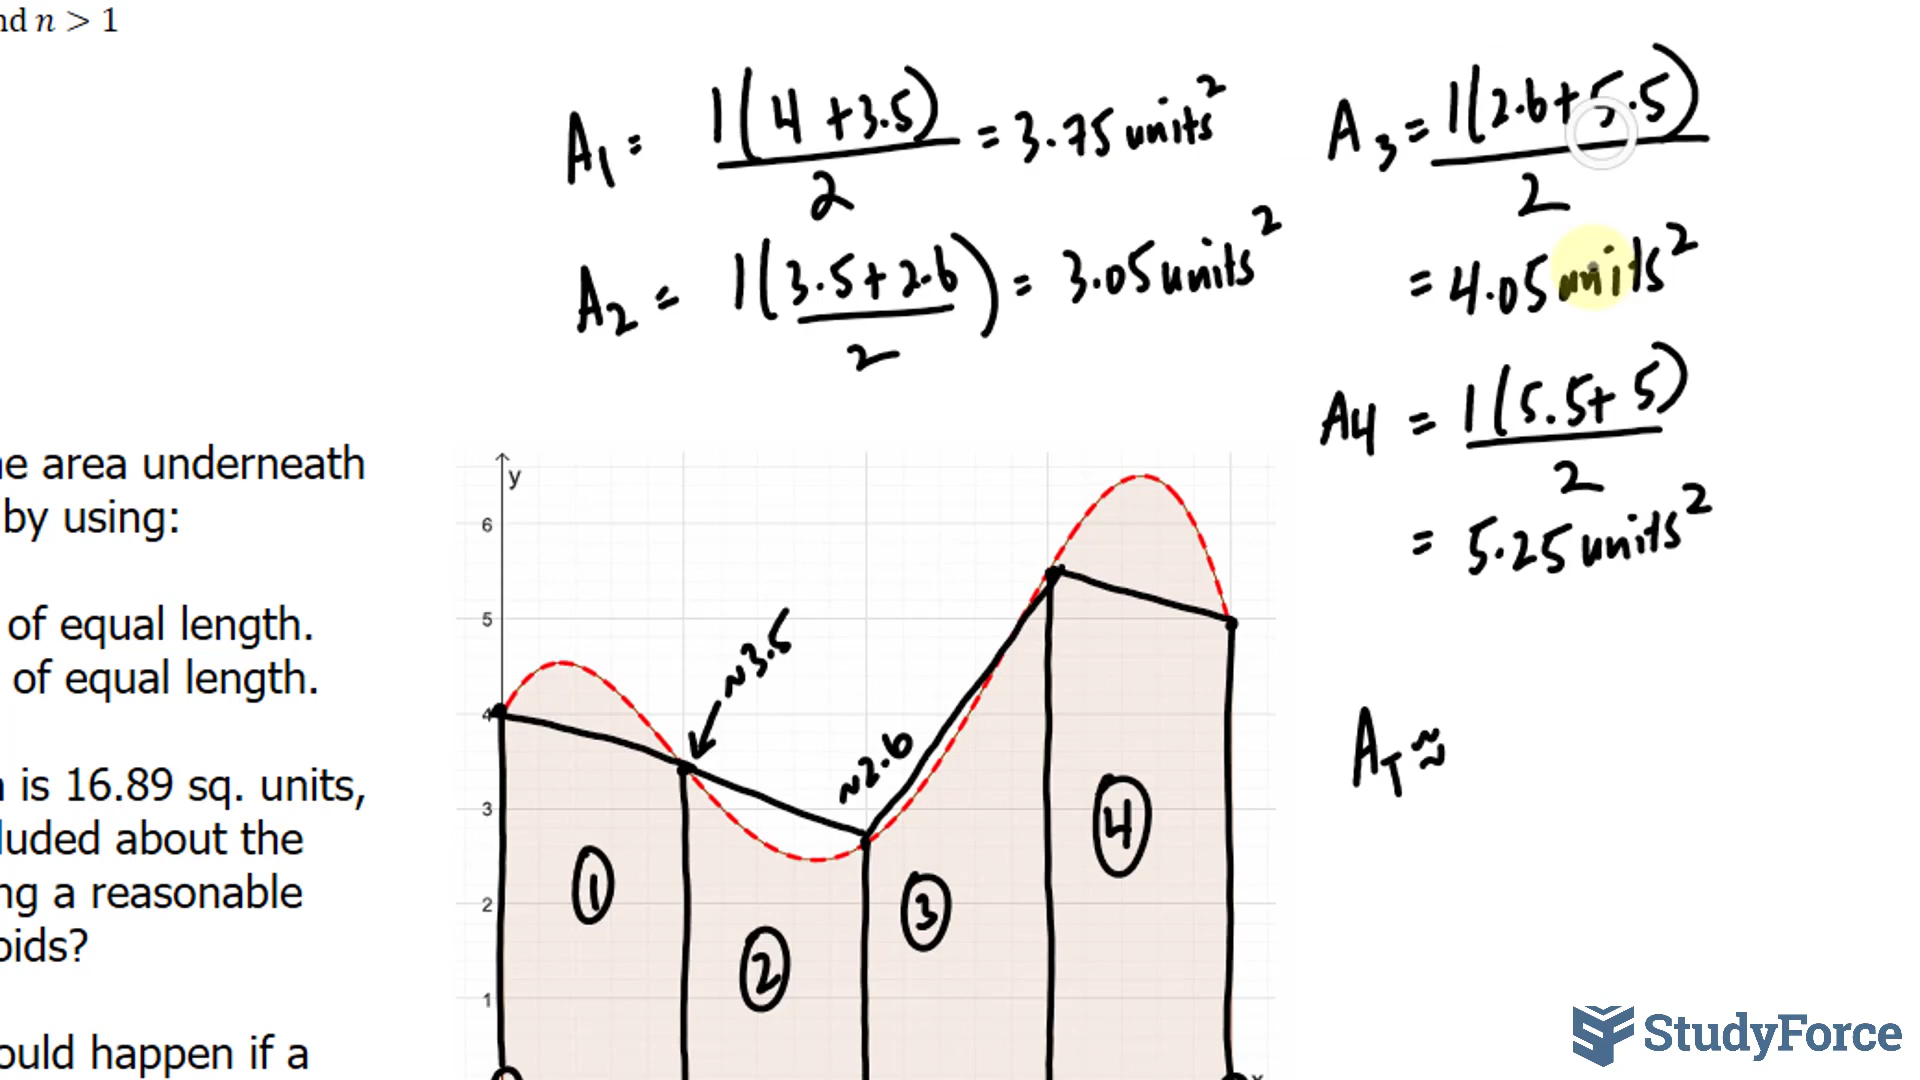 nd n > 1
A1 = 1(4+3.5)/2 = 3.75 units²
A2 = 1(3.5+2.6)/2 = 3.05 units²
A3 = 1(2.6+5.5)/2
= 4.05 units²
A4 = 1(5.5+5)/2
= 5.25 units²
AT ≈
e area underneath
by using:
of equal length.
of equal length.
is 16.89 sq. units,
luded about the
ng a reasonable
oids?
ould happen if a
y
6
5
4
3
2
1
~3.5
~2.6
1
2
3
4
x
StudyForce